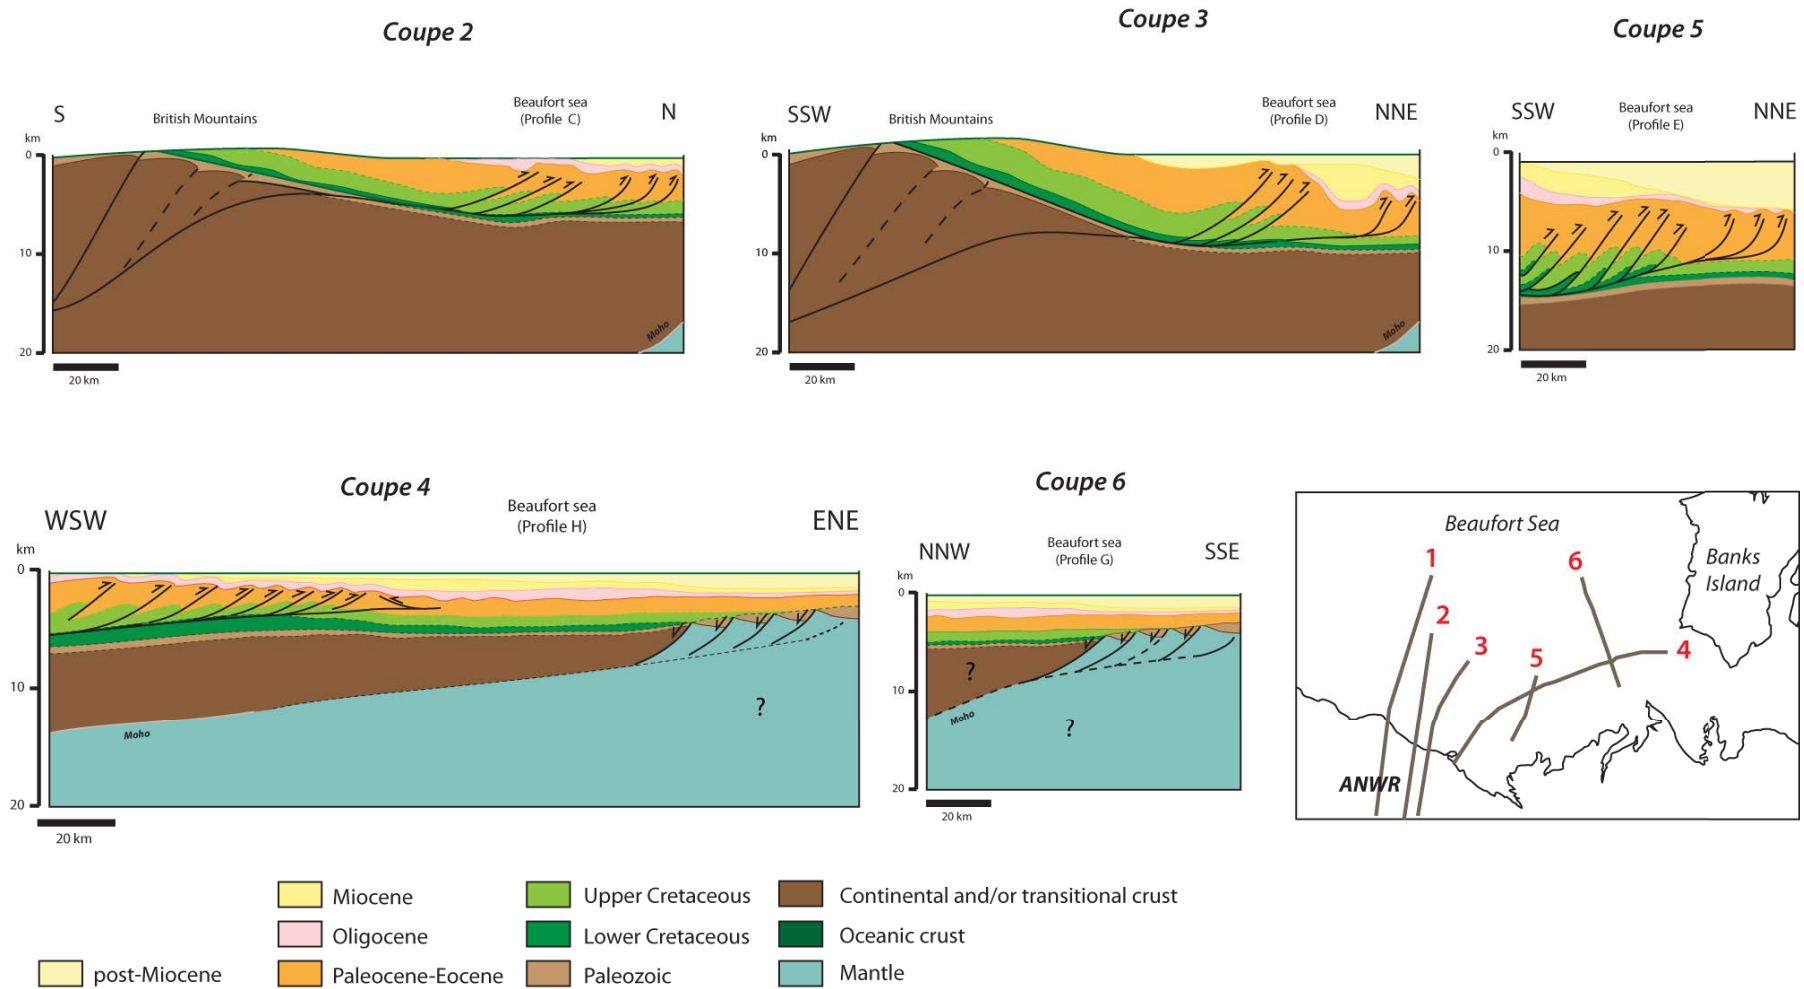 Coupe 2
S
British Mountains
Beaufort sea
(Profile C)
N
km
0
10
20
Moho
20 km
Coupe 3
SSW
British Mountains
Beaufort sea
(Profile D)
NNE
km
0
10
20
Moho
20 km
Coupe 5
SSW
Beaufort sea
(Profile E)
NNE
km
0
10
20
20 km
Coupe 4
WSW
Beaufort sea
(Profile H)
ENE
km
0
10
20
?
Moho
20 km
Coupe 6
NNW
Beaufort sea
(Profile G)
SSE
km
0
10
20
?
?
Moho
20 km
Beaufort Sea
Banks
Island
1
6
2
3
5
4
ANWR
Miocene
Upper Cretaceous
Continental and/or transitional crust
Oligocene
Lower Cretaceous
Oceanic crust
post-Miocene
Paleocene-Eocene
Paleozoic
Mantle